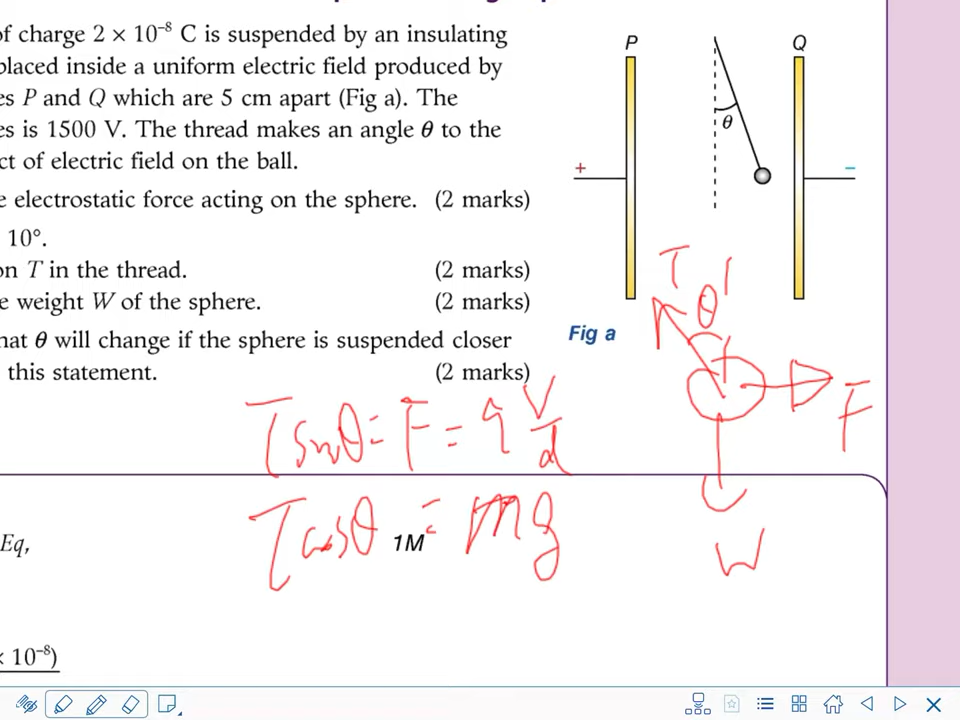 of charge 2 × 10⁻⁸ C is suspended by an insulating
placed inside a uniform electric field produced by
es P and Q which are 5 cm apart (Fig a). The
es is 1500 V. The thread makes an angle θ to the
ct of electric field on the ball.
e electrostatic force acting on the sphere. (2 marks)
10°.
on T in the thread. (2 marks)
e weight W of the sphere. (2 marks)
hat θ will change if the sphere is suspended closer
this statement. (2 marks)
P Q
θ
+ −
Fig a
T
θ
F
W
T sinθ = F = q V/d
T cosθ = mg
1M
Eq,
× 10⁻⁸)